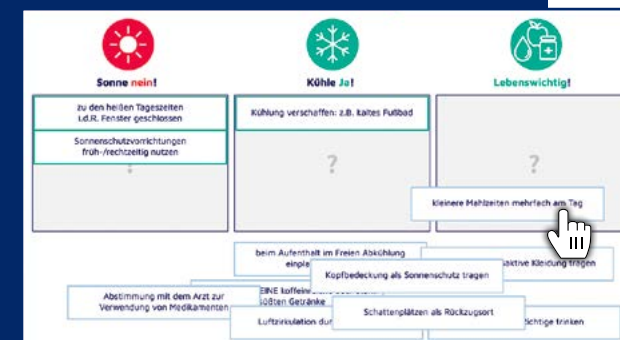 Sonne nein!
Kühle Ja!
Lebenswichtig!
zu den heißen Tageszeiten
i.d.R. Fenster geschlossen
Kühlung verschaffen: z.B. kaltes Fußbad
Sonnenschutzvorrichtungen
früh-/rechtzeitig nutzen
?
?
kleinere Mahlzeiten mehrfach am Tag
beim Aufenthalt im Freien Abkühlung
Kopfbedeckung als Sonnenschutz tragen
Kleidung tragen
Abstimmung mit dem Arzt zur
Verwendung von Medikamenten
Getränke
Schattenplätzen als Rückzugsort
Luftzirkulation
trinken